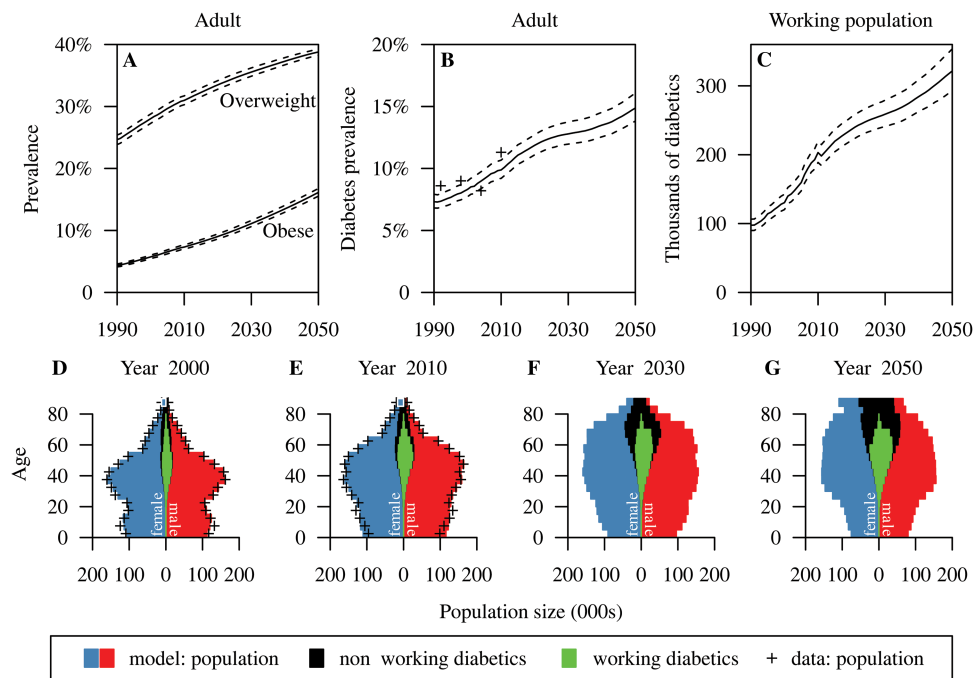 Adult Adult Working population
A B C
40% 20%
30% 15% 300
20% 10% 200
10% 5% 100
0 0 0
Prevalence Diabetes prevalence Thousands of diabetics
Overweight
Obese
1990 2010 2030 2050 1990 2010 2030 2050 1990 2010 2030 2050
D Year 2000 E Year 2010 F Year 2030 G Year 2050
Age
80 80 80 80
60 60 60 60
40 40 40 40
20 20 20 20
0 0 0 0
female male female male female male female male
200 100 0 100 200 200 100 0 100 200 200 100 0 100 200 200 100 0 100 200
Population size (000s)
model: population non working diabetics working diabetics + data: population